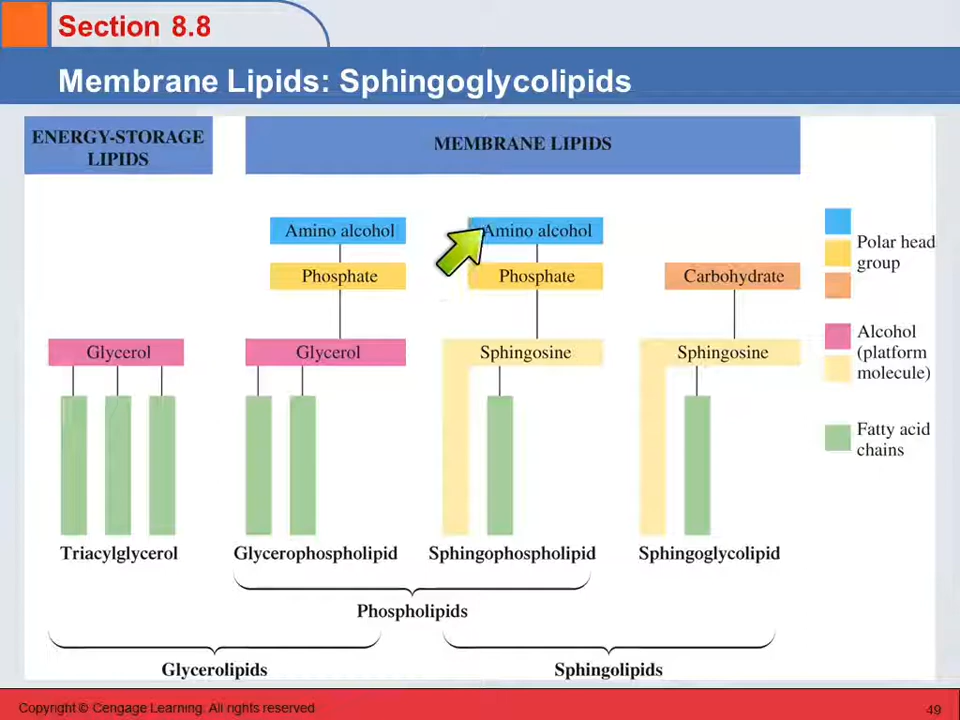 Section 8.8
Membrane Lipids: Sphingoglycolipids
ENERGY-STORAGE
LIPIDS
MEMBRANE LIPIDS
Amino alcohol
Amino alcohol
Phosphate
Phosphate
Carbohydrate
Polar head
group
Glycerol
Glycerol
Sphingosine
Sphingosine
Alcohol
(platform
molecule)
Fatty acid
chains
Triacylglycerol
Glycerophospholipid
Sphingophospholipid
Sphingoglycolipid
Phospholipids
Glycerolipids
Sphingolipids
Copyright © Cengage Learning. All rights reserved
49